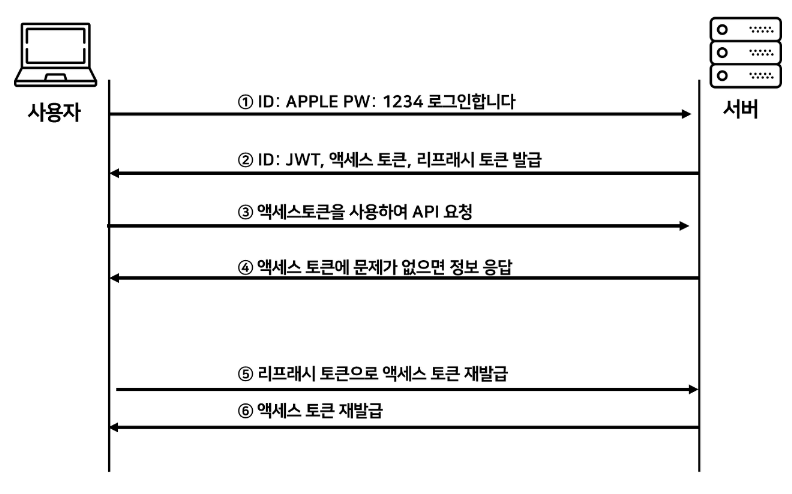 사용자
서버
① ID: APPLE PW: 1234 로그인합니다
② ID: JWT, 액세스 토큰, 리프래시 토큰 발급
③ 액세스토큰을 사용하여 API 요청
④ 액세스 토큰에 문제가 없으면 정보 응답
⑤ 리프래시 토큰으로 액세스 토큰 재발급
⑥ 액세스 토큰 재발급